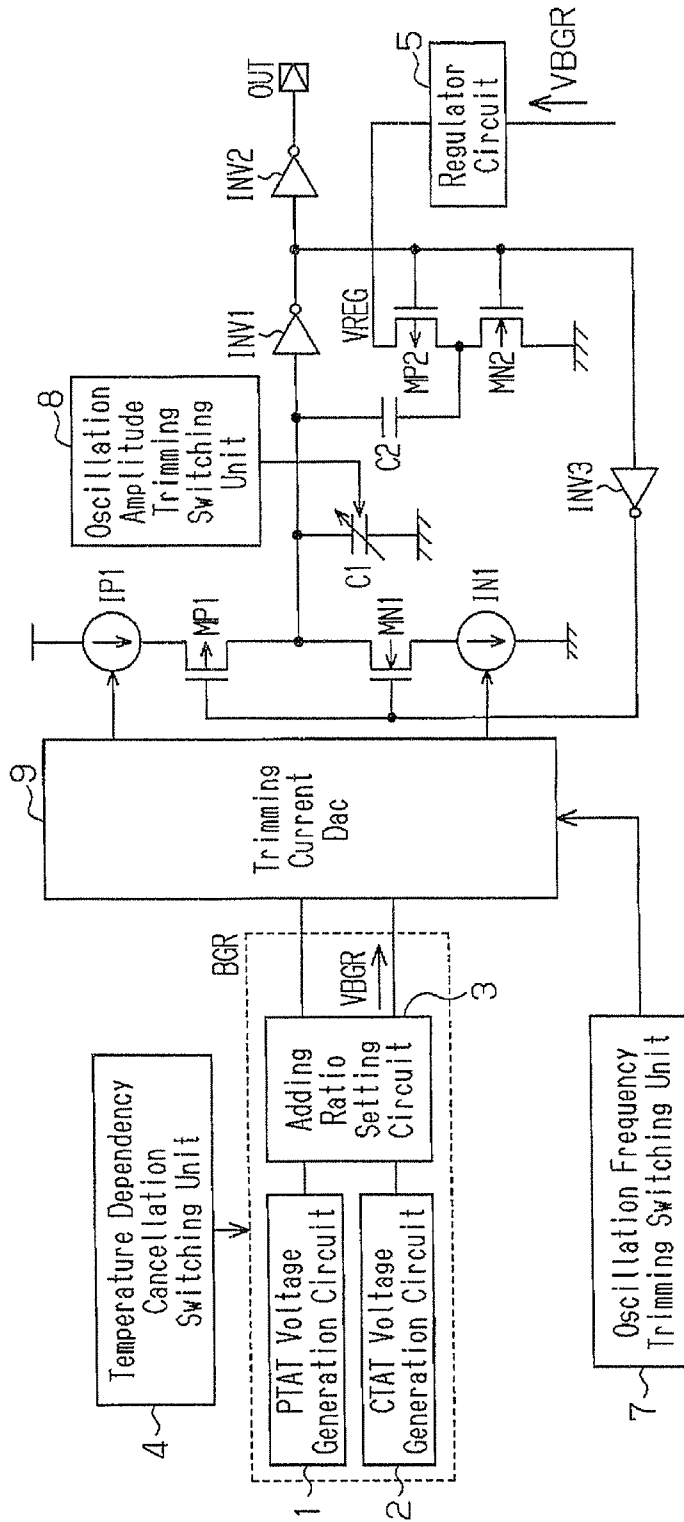 4
Temperature Dependency
Cancellation
Switching Unit
BGR
1
PTAT Voltage
Generation Circuit
2
CTAT Voltage
Generation Circuit
Adding
Ratio
Setting
Circuit
3
VBGR
7
Oscillation Frequency
Trimming Switching Unit
9
Trimming
Current
Dac
IP1
MP1
MN1
IN1
8
Oscillation
Amplitude
Trimming
Switching
Unit
C1
C2
INV1
INV2
OUT
VREG
MP2
MN2
INV3
5
Regulator
Circuit
VBGR